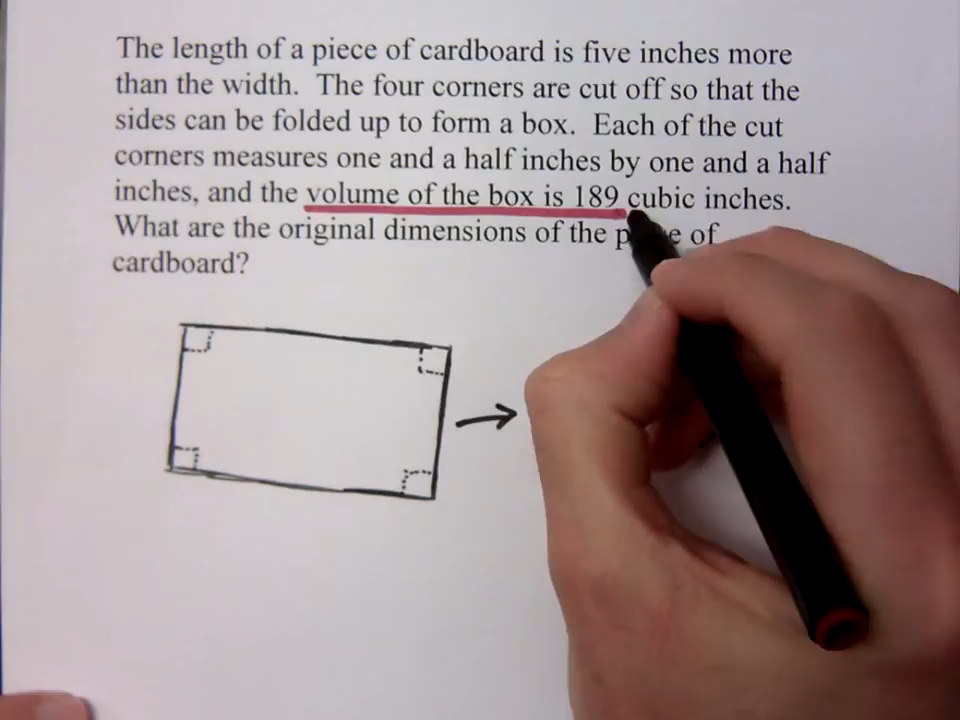 The length of a piece of cardboard is five inches more
than the width. The four corners are cut off so that the
sides can be folded up to form a box. Each of the cut
corners measures one and a half inches by one and a half
inches, and the volume of the box is 189 cubic inches.
What are the original dimensions of the of
cardboard?